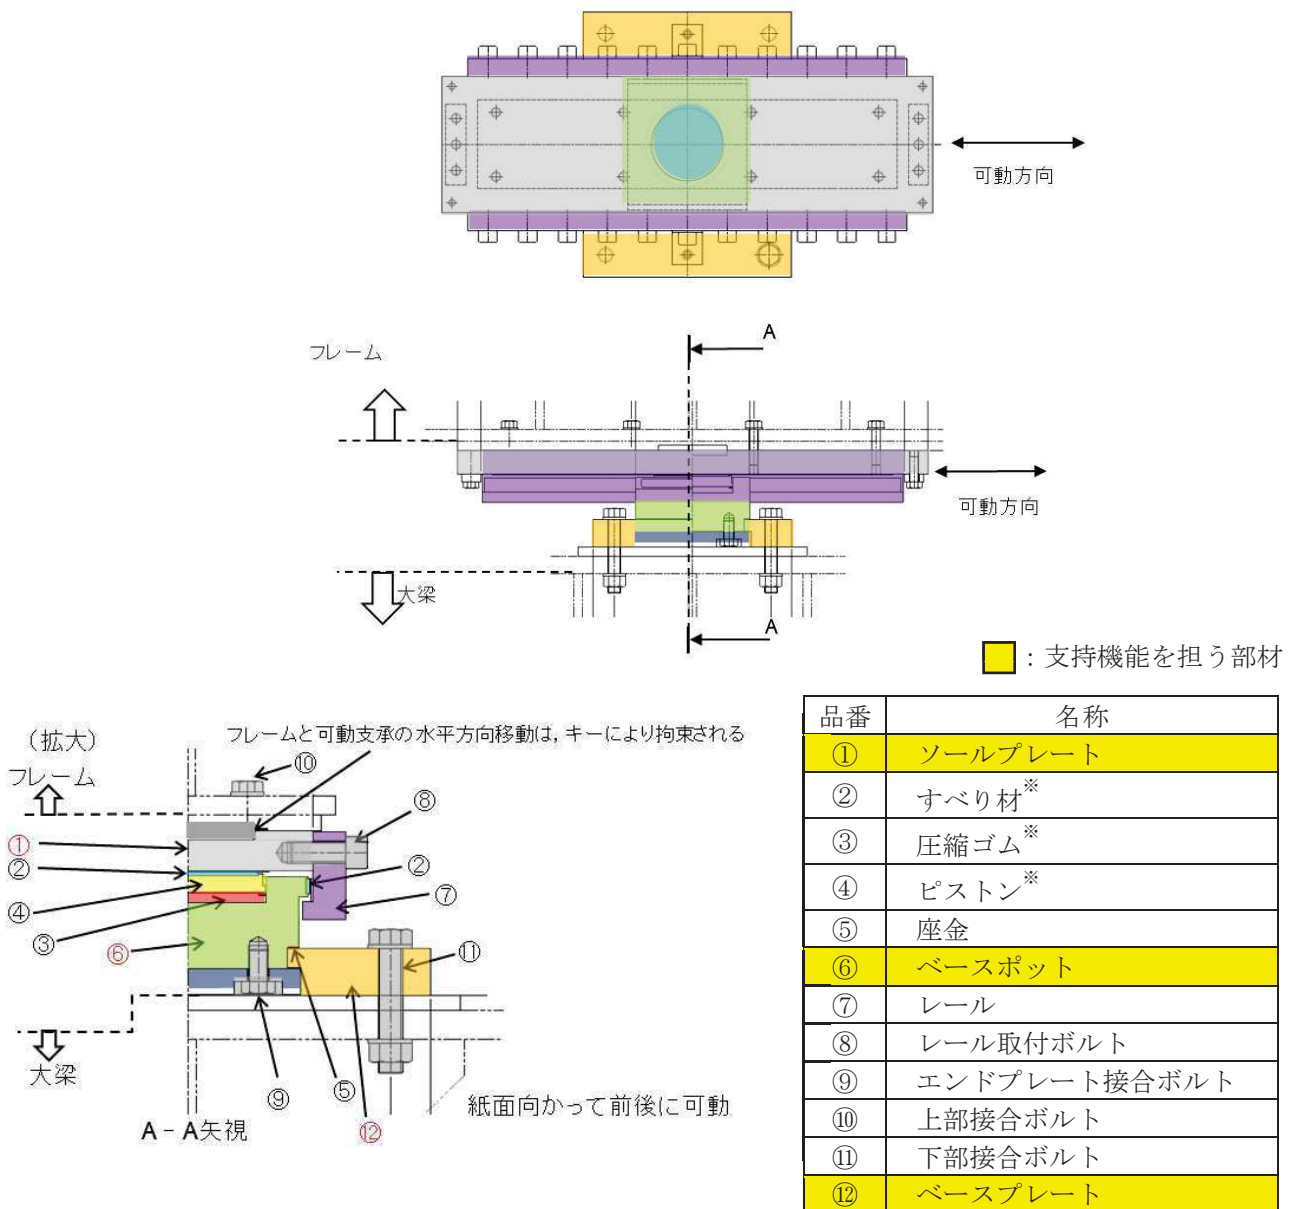 可動方向
A
フレーム
可動方向
大梁
A
：支持機能を担う部材
（拡大）
フレーム
フレームと可動支承の水平方向移動は，キーにより拘束される
⑩
⑧
①
②
②
④
⑦
③
⑥
⑪
大梁
⑨
⑤
⑫
紙面向かって前後に可動
A－A矢視
品番 名称
① ソールプレート
② すべり材※
③ 圧縮ゴム※
④ ピストン※
⑤ 座金
⑥ ベースポット
⑦ レール
⑧ レール取付ボルト
⑨ エンドプレート接合ボルト
⑩ 上部接合ボルト
⑪ 下部接合ボルト
⑫ ベースプレート